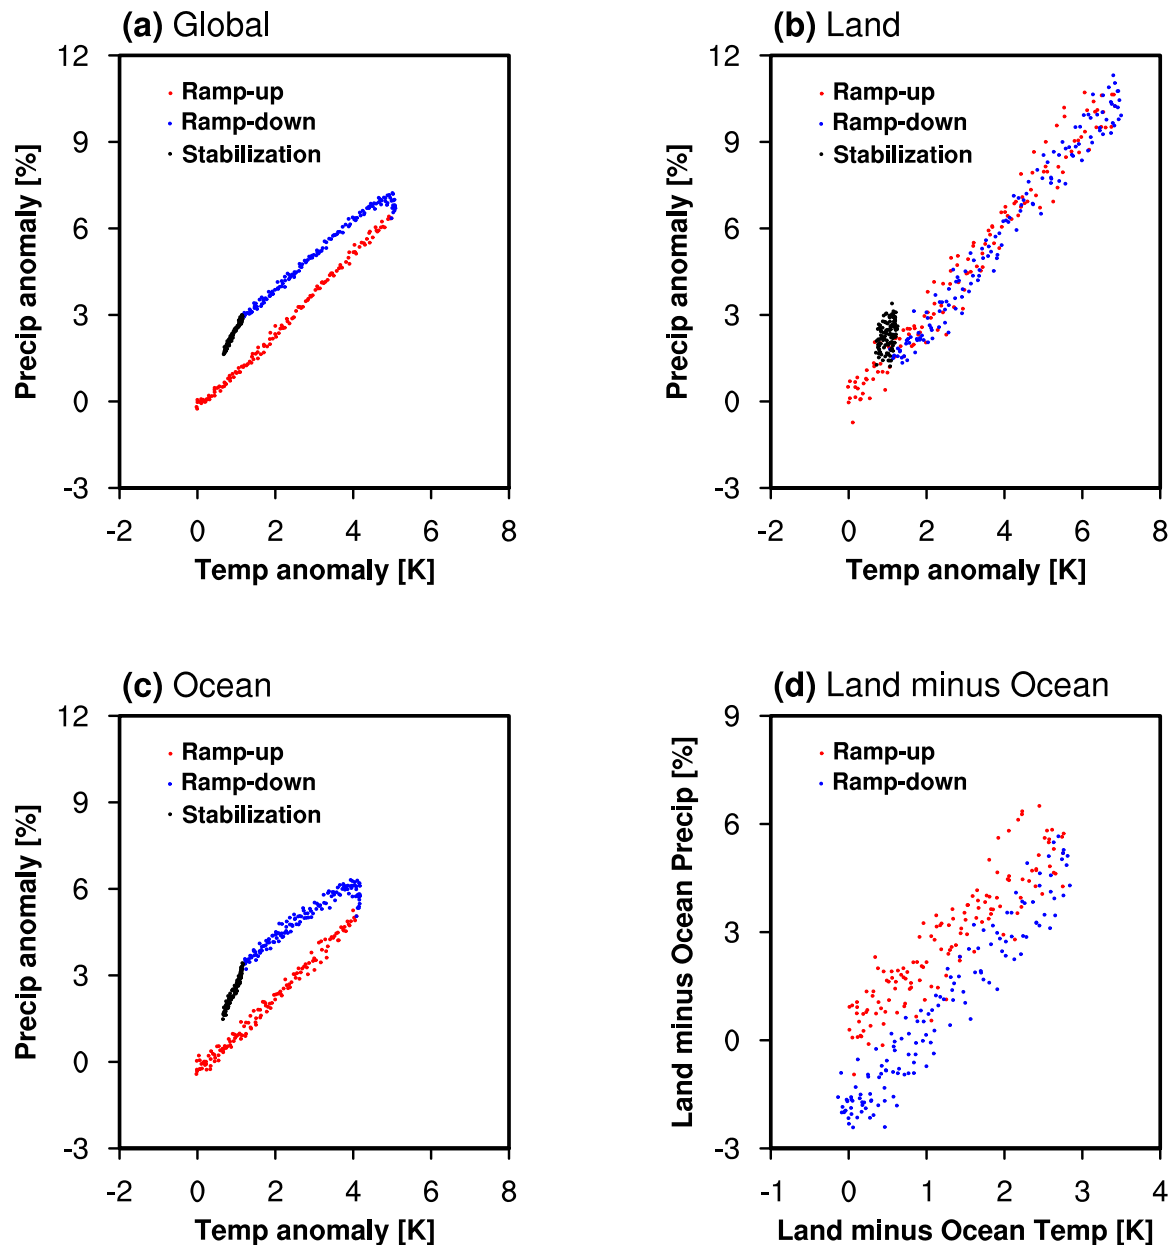 (a) Global
12
9
6
3
0
-3
Precip anomaly [%]
Ramp-up
Ramp-down
Stabilization
-2 0 2 4 6 8
Temp anomaly [K]
(b) Land
12
9
6
3
0
-3
Precip anomaly [%]
Ramp-up
Ramp-down
Stabilization
-2 0 2 4 6 8
Temp anomaly [K]
(c) Ocean
12
9
6
3
0
-3
Precip anomaly [%]
Ramp-up
Ramp-down
Stabilization
-2 0 2 4 6 8
Temp anomaly [K]
(d) Land minus Ocean
9
6
3
0
-3
Land minus Ocean Precip [%]
Ramp-up
Ramp-down
-1 0 1 2 3 4
Land minus Ocean Temp [K]